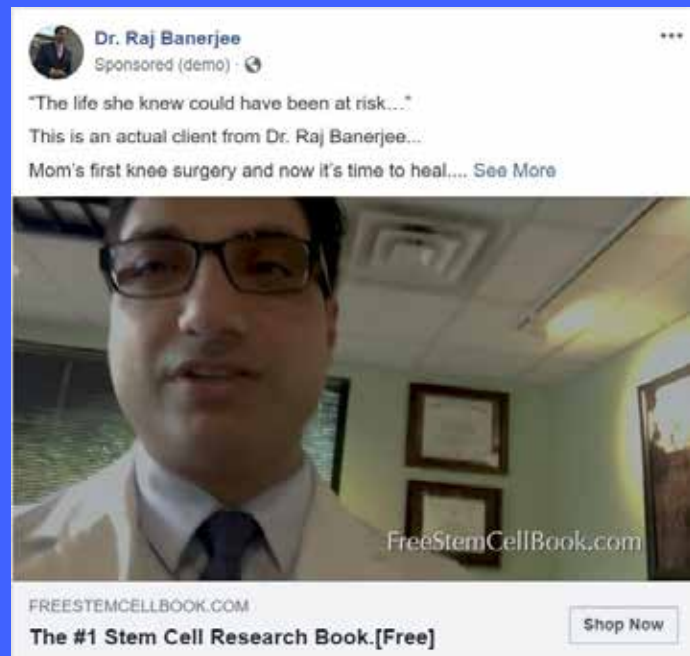 Dr. Raj Banerjee
Sponsored (demo) ·
"The life she knew could have been at risk..."
This is an actual client from Dr. Raj Banerjee...
Mom's first knee surgery and now it's time to heal.... See More
FreeStemCellBook.com
FREESTEMCELLBOOK.COM
The #1 Stem Cell Research Book.[Free]
Shop Now